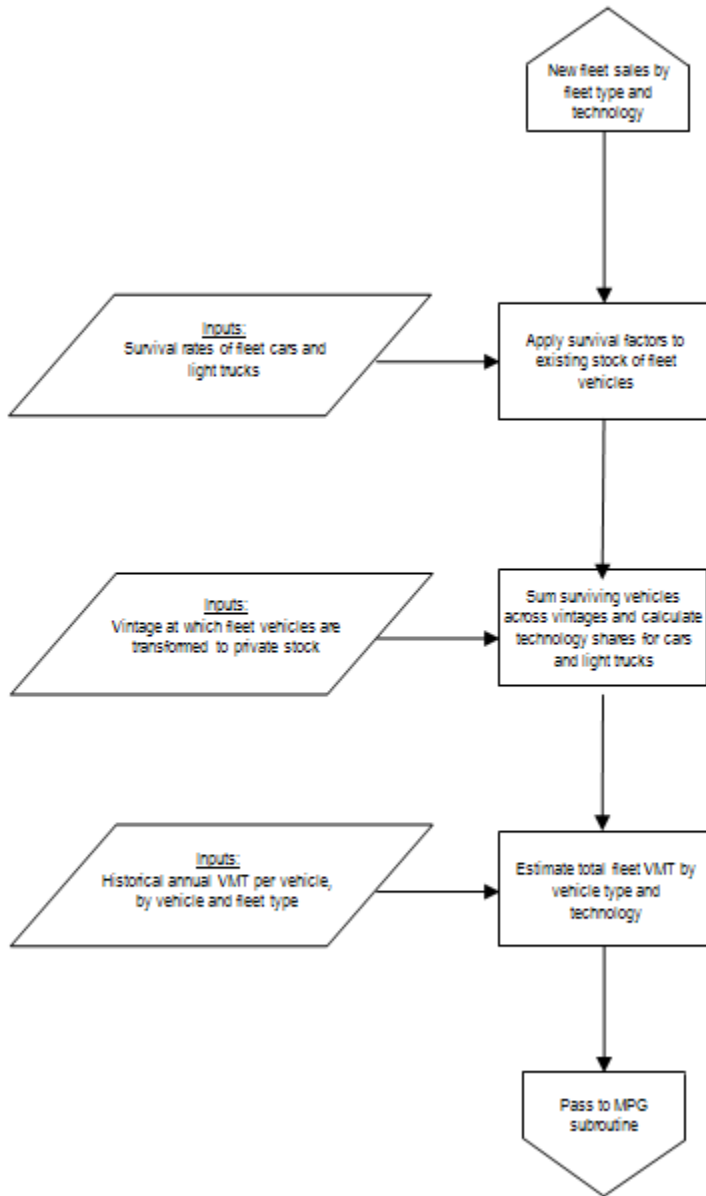 New fleet sales by
fleet type and
technology
Inputs:
Survival rates of fleet cars and
light trucks
Apply survival factors to
existing stock of fleet
vehicles
Inputs:
Vintage at which fleet vehicles are
transformed to private stock
Sum surviving vehicles
across vintages and calculate
technology shares for cars
and light trucks
Inputs:
Historical annual VMT per vehicle,
by vehicle and fleet type
Estimate total fleet VMT by
vehicle type and
technology
Pass to MPG
subroutine